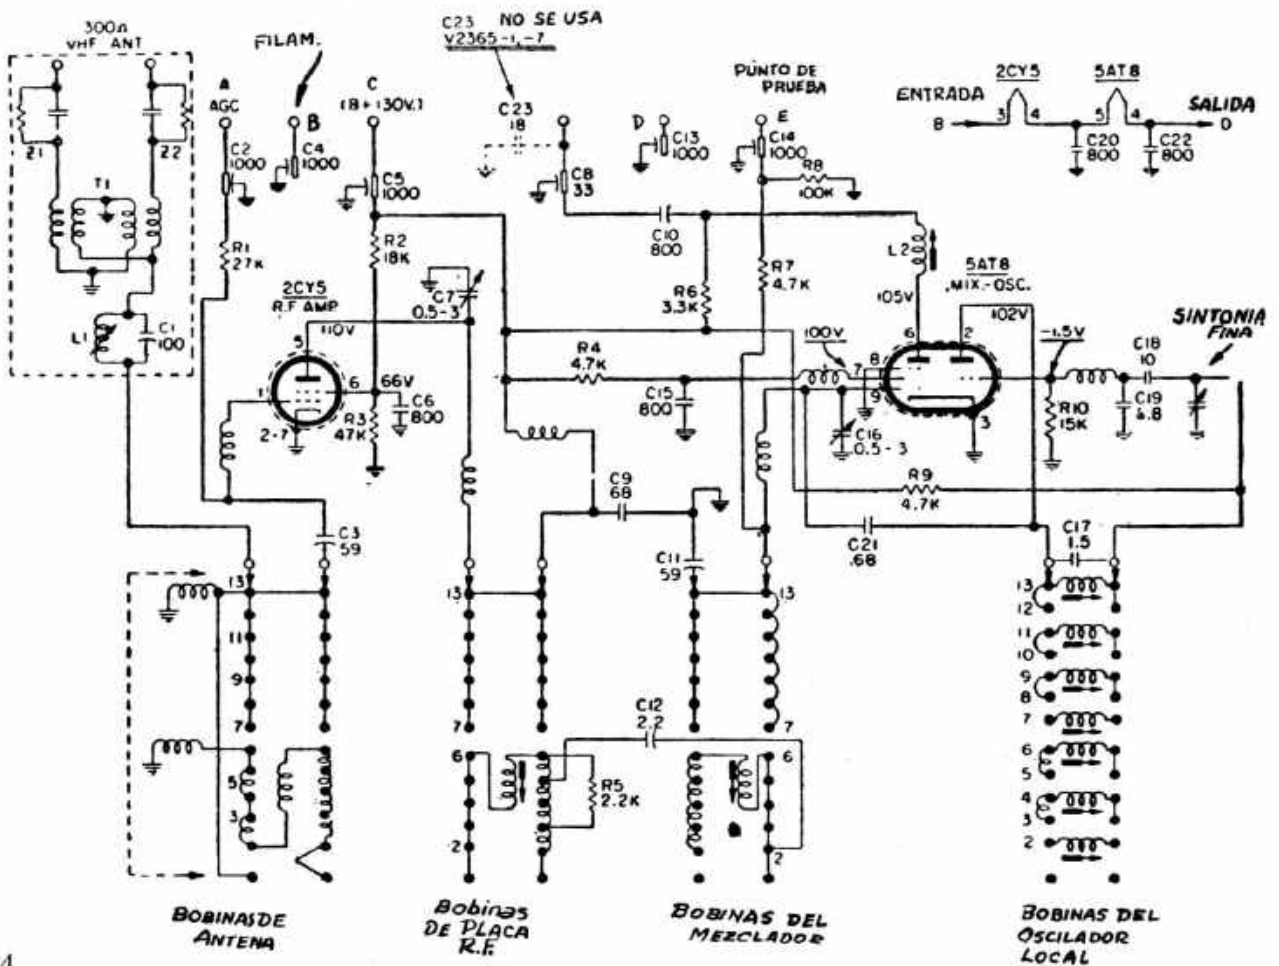 300Ω
VHF ANT
FILAM.
C23 NO SE USA
V2365-1,-7
A
AGC
B
C
(B+130V.)
C23
18
D
E
PUNTO DE
PRUEBA
ENTRADA
B
2CY5
5AT8
3
4
5
4
SALIDA
D
C20
800
C22
800
Z1
Z2
T1
C2
1000
C4
1000
C5
1000
C8
33
C13
1000
C14
1000
R8
100K
R1
27K
R2
18K
C10
800
L2
R7
4.7K
R6
3.3K
2CY5
R.F AMP
C7
0.5-3
110V
L1
C1
100
105V
5AT8
MIX.-OSC.
102V
-1.5V
SINTONIA
FINA
C18
10
100V
R4
4.7K
5
1
6
66V
2-7
R3
47K
C6
800
C15
800
6
2
8
7
9
3
C16
0.5-3
R10
15K
C19
6.8
R9
4.7K
C9
68
C21
.68
C17
1.5
C3
59
C11
59
13
11
9
7
5
3
13
7
6
2
13
7
6
2
13
12
11
10
9
8
7
6
5
4
3
2
C12
2.2
R5
2.2K
BOBINAS DE
ANTENA
Bobinas
DE PLACA
R.F.
BOBINAS DEL
MEZCLADOR
BOBINAS DEL
OSCILADOR
LOCAL
4